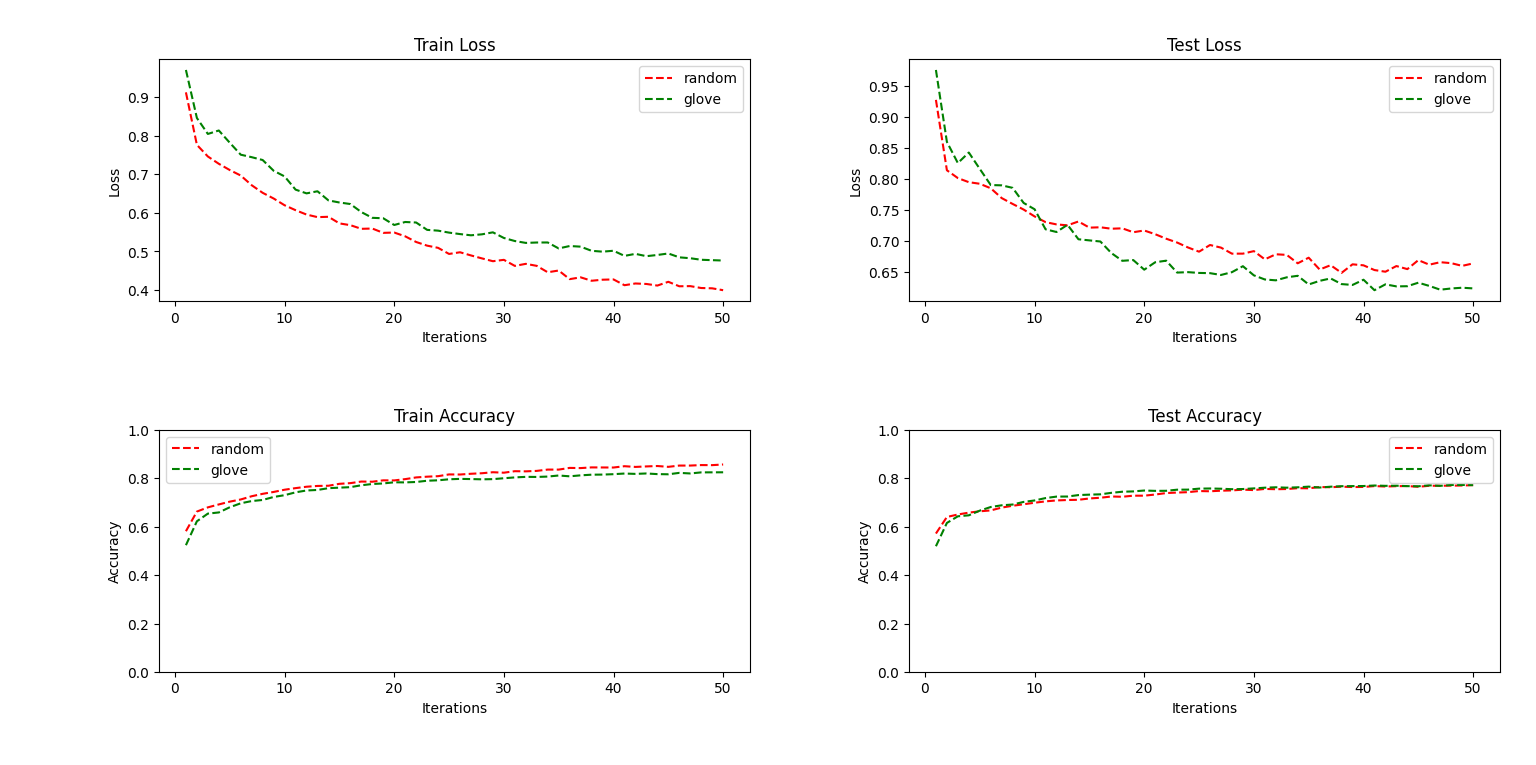 Train Loss
Loss
0.9
0.8
0.7
0.6
0.5
0.4
0 10 20 30 40 50
Iterations
random
glove
Test Loss
Loss
0.95
0.90
0.85
0.80
0.75
0.70
0.65
0 10 20 30 40 50
Iterations
random
glove
Train Accuracy
Accuracy
1.0
0.8
0.6
0.4
0.2
0.0
0 10 20 30 40 50
Iterations
random
glove
Test Accuracy
Accuracy
1.0
0.8
0.6
0.4
0.2
0.0
0 10 20 30 40 50
Iterations
random
glove